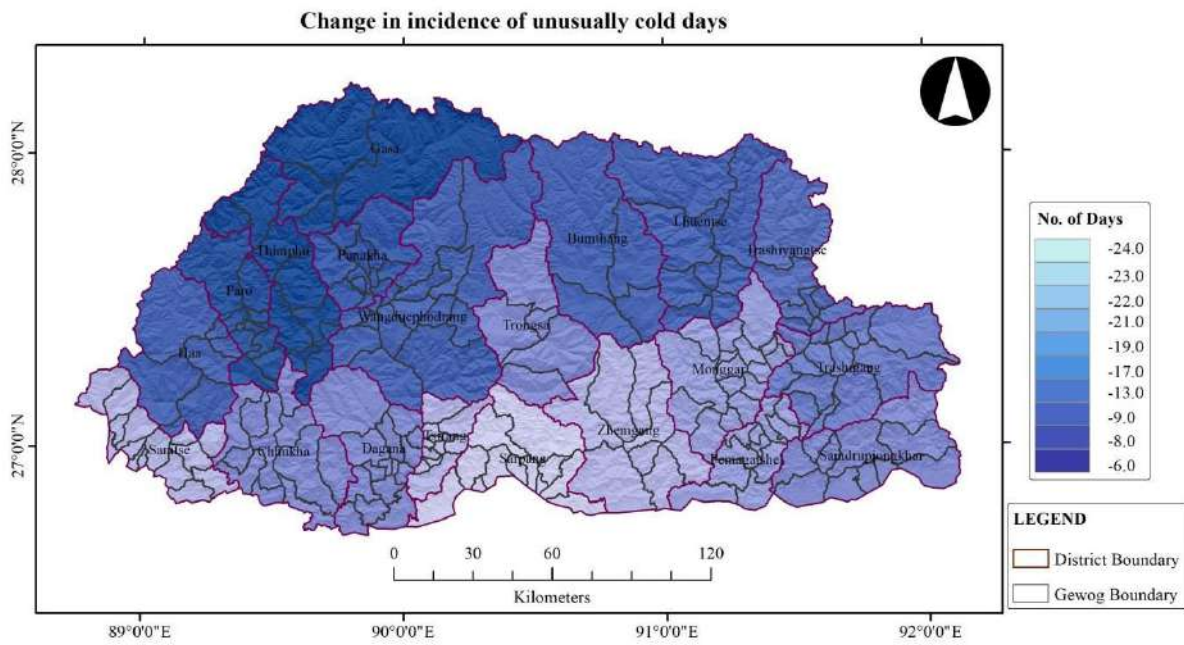 Change in incidence of unusually cold days
28°0'0"N
27°0'0"N
Gasa
Thimphu
Punakha
Paro
Haa
Wangduephodrang
Bumthang
Lhuentse
Trashiyangtse
Trongsa
Monggar
Trashigang
Samtse
Chhukha
Dagana
Tsirang
Sarpang
Zhemgang
Pemagatshel
Samdrupjongkhar
0 30 60 120
Kilometers
89°0'0"E 90°0'0"E 91°0'0"E 92°0'0"E
No. of Days
-24.0
-23.0
-22.0
-21.0
-19.0
-17.0
-13.0
-9.0
-8.0
-6.0
LEGEND
District Boundary
Gewog Boundary